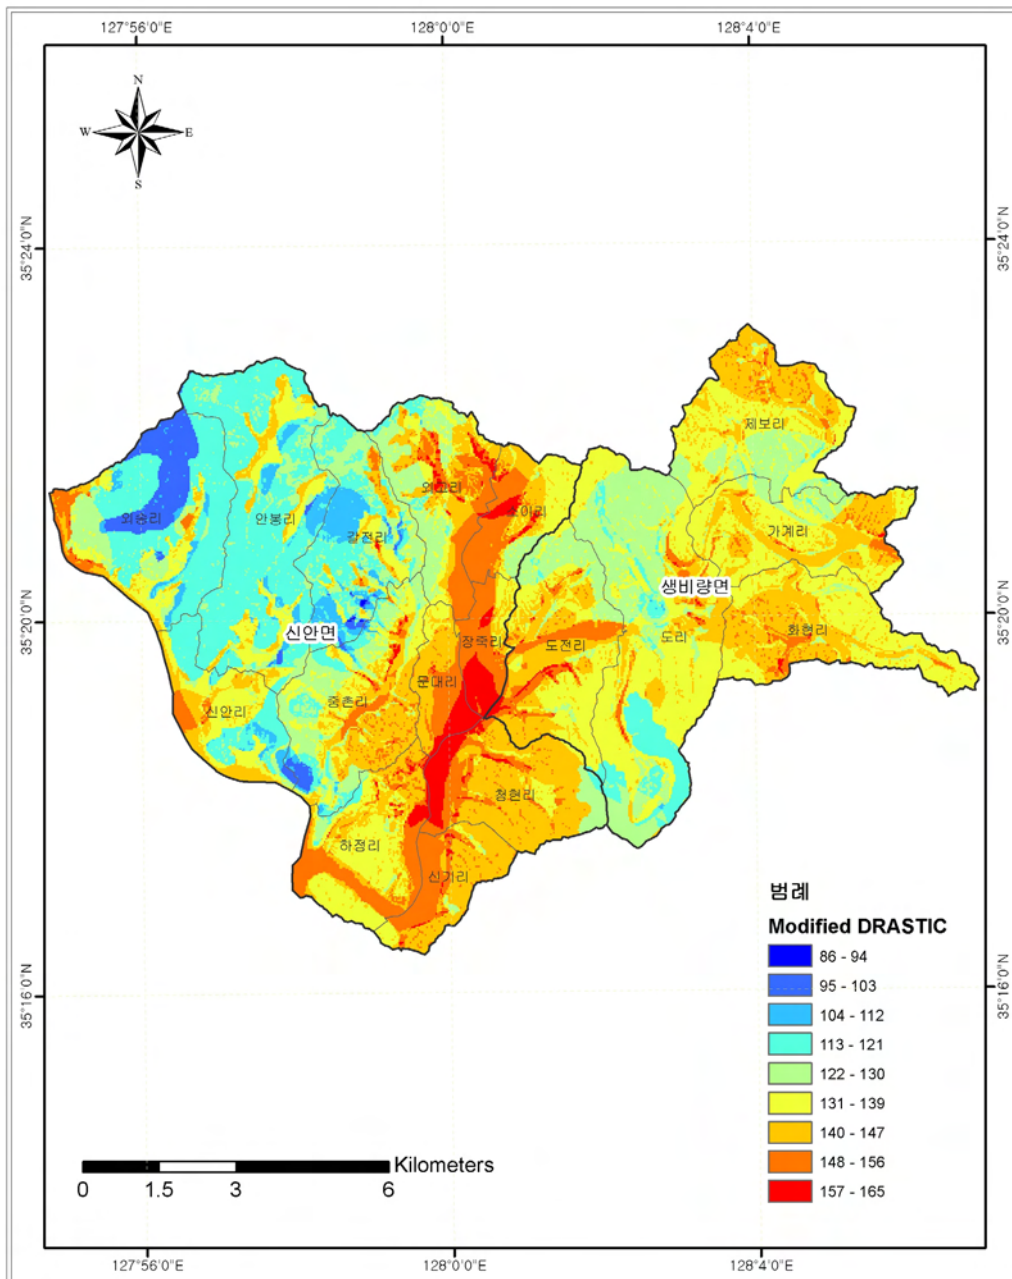 127°56'0"E
128°0'0"E
128°4'0"E
N
W
E
S
35°24'0"N
35°24'0"N
제보리
외고리
외송리
안봉리
갈전리
소이리
가계리
생비량면
35°20'0"N
35°20'0"N
신안면
장죽리
도전리
도리
화현리
문대리
신안리
중촌리
청현리
하정리
신기리
범례
Modified DRASTIC
86 - 94
95 - 103
35°16'0"N
35°16'0"N
104 - 112
113 - 121
122 - 130
131 - 139
140 - 147
148 - 156
157 - 165
Kilometers
0 1.5 3 6
127°56'0"E
128°0'0"E
128°4'0"E